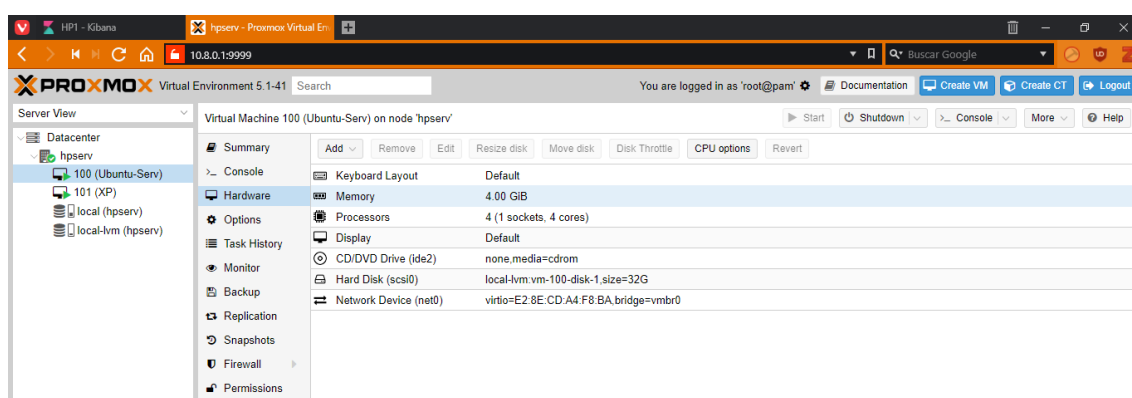 HP1 - Kibana
hpserv - Proxmox Virtual En
10.8.0.1:9999
Buscar Google
PROXMOX Virtual Environment 5.1-41 Search
You are logged in as 'root@pam' Documentation Create VM Create CT Logout
Server View
Virtual Machine 100 (Ubuntu-Serv) on node 'hpserv' Start Shutdown Console More Help
Datacenter
hpserv
100 (Ubuntu-Serv)
101 (XP)
local (hpserv)
local-lvm (hpserv)
Summary
Console
Hardware
Options
Task History
Monitor
Backup
Replication
Snapshots
Firewall
Permissions
Add Remove Edit Resize disk Move disk Disk Throttle CPU options Revert
Keyboard Layout Default
Memory 4.00 GiB
Processors 4 (1 sockets, 4 cores)
Display Default
CD/DVD Drive (ide2) none,media=cdrom
Hard Disk (scsi0) local-lvm:vm-100-disk-1,size=32G
Network Device (net0) virtio=E2:8E:CD:A4:F8:BA,bridge=vmbr0